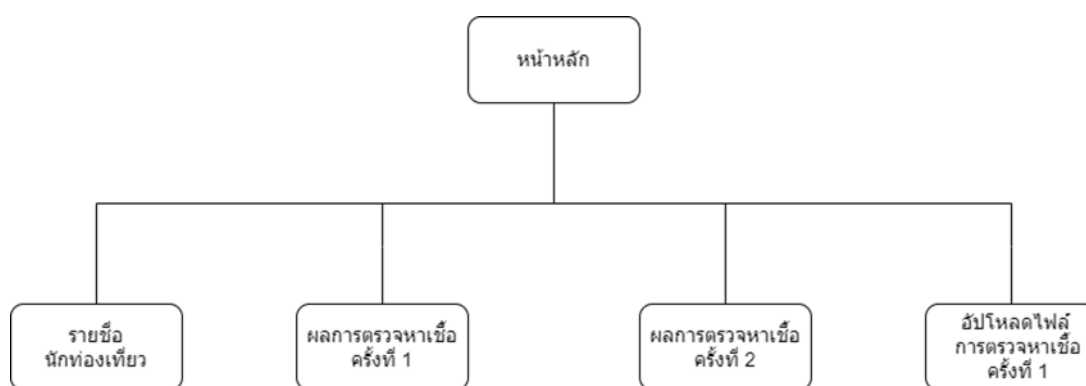 หน้าหลัก
รายชื่อ
นักท่องเที่ยว
ผลการตรวจหาเชื้อ
ครั้งที่ 1
ผลการตรวจหาเชื้อ
ครั้งที่ 2
อัปโหลดไฟล์
การตรวจหาเชื้อ
ครั้งที่ 1